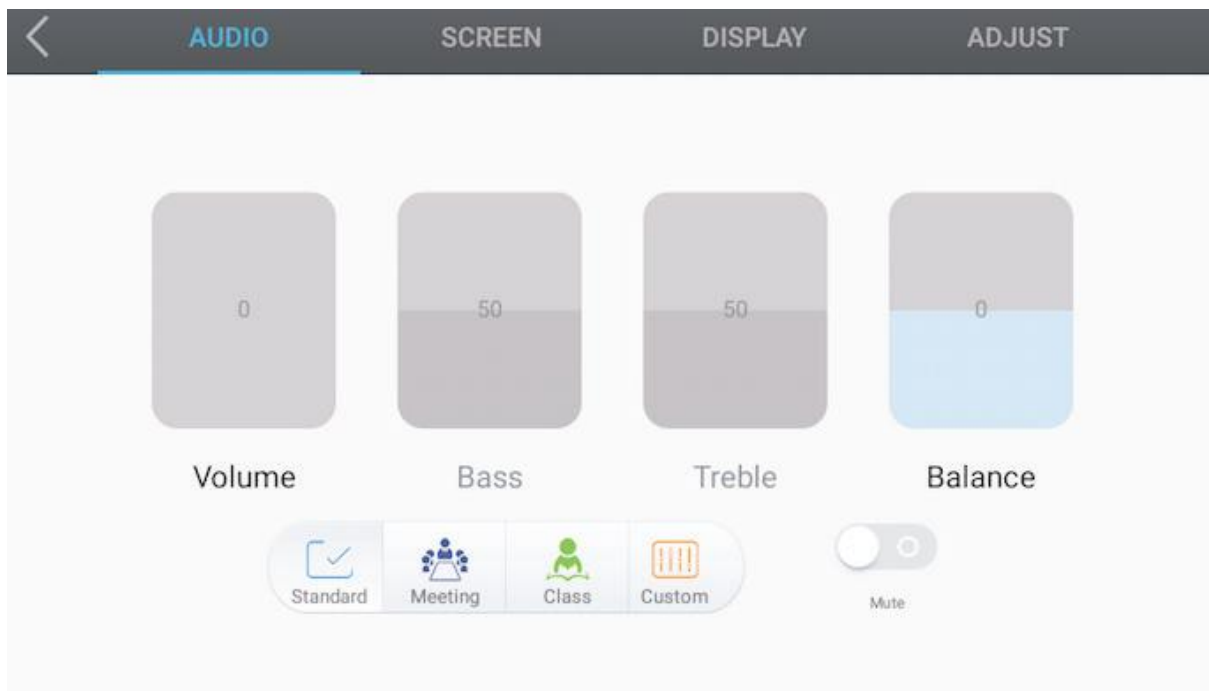 AUDIO SCREEN DISPLAY ADJUST
0 50 50 0
Volume Bass Treble Balance
Standard Meeting Class Custom
Mute